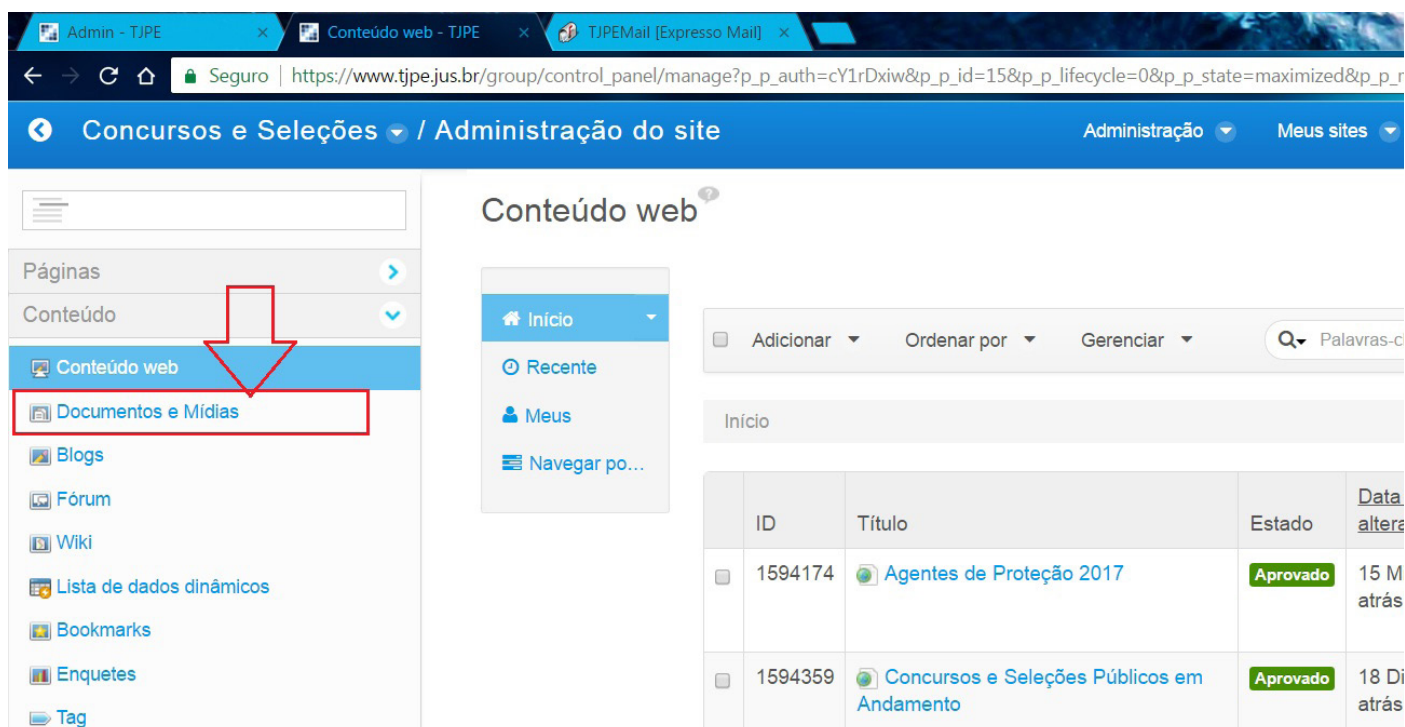 Admin - TJPE
Conteúdo web - TJPE
TJPEMail [Expresso Mail]
Seguro
https://www.tjpe.jus.br/group/control_panel/manage?p_p_auth=cY1rDxiw&p_p_id=15&p_p_lifecycle=0&p_p_state=maximized&p_p_
Concursos e Seleções / Administração do site
Administração
Meus sites
Conteúdo web
Páginas
Conteúdo
Conteúdo web
Documentos e Mídias
Blogs
Fórum
Wiki
Lista de dados dinâmicos
Bookmarks
Enquetes
Tag
Início
Recente
Meus
Navegar po...
Adicionar
Ordenar por
Gerenciar
Palavras-c
Início
ID
Título
Estado
Data
altera
1594174
Agentes de Proteção 2017
Aprovado
15 M
atrás
1594359
Concursos e Seleções Públicos em
Andamento
Aprovado
18 Di
atrás